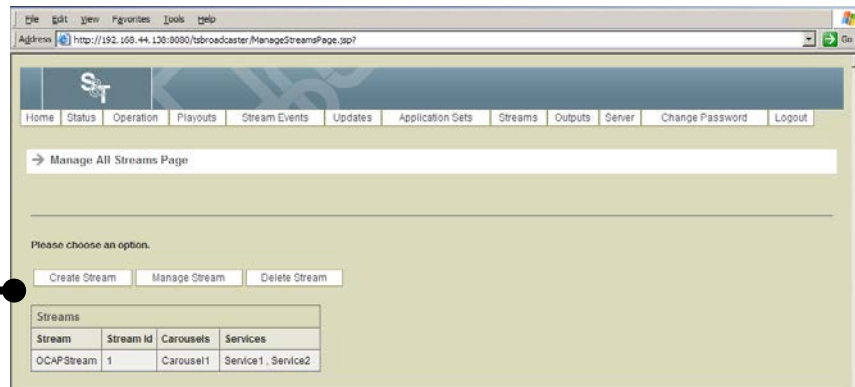 File Edit View Favorites Tools Help
Address http://192.168.44.138:8080/tsbroadcaster/ManageStreamsPage.jsp? Go
S&T
Home Status Operation Playouts Stream Events Updates Application Sets Streams Outputs Server Change Password Logout
Manage All Streams Page
Please choose an option.
Create Stream Manage Stream Delete Stream
Streams
Stream Stream Id Carousels Services
OCAPStream 1 Carousel1 Service1 , Service2